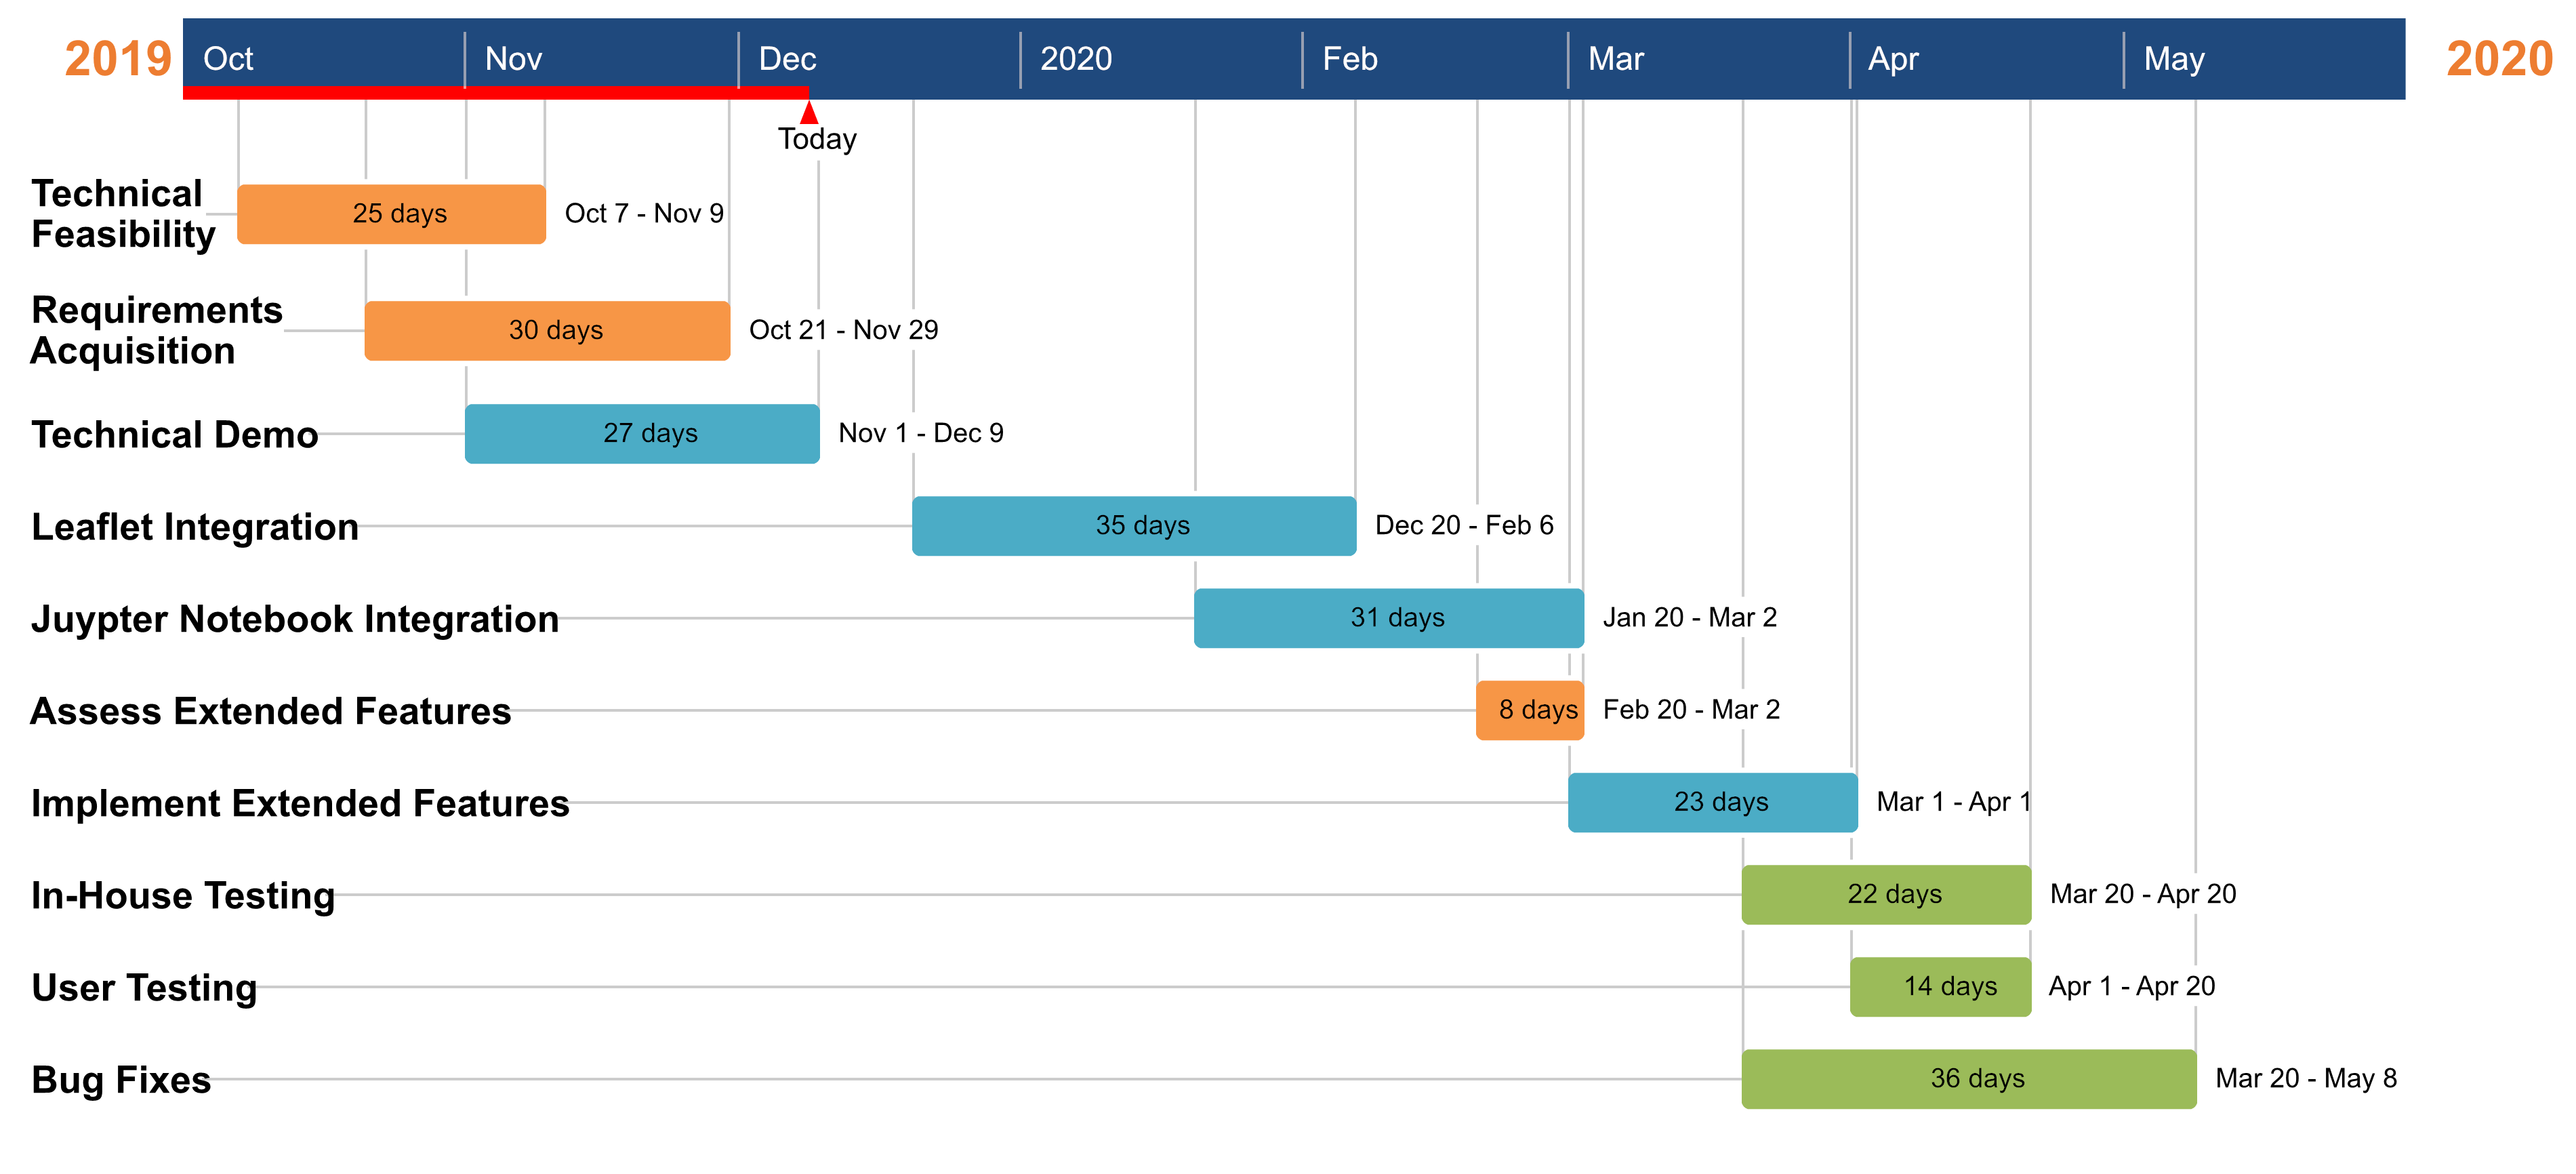 2019 Oct Nov Dec 2020 Feb Mar Apr May 2020
Today
Technical
Feasibility
25 days
Oct 7 - Nov 9
Requirements
Acquisition
30 days
Oct 21 - Nov 29
Technical Demo
27 days
Nov 1 - Dec 9
Leaflet Integration
35 days
Dec 20 - Feb 6
Juypter Notebook Integration
31 days
Jan 20 - Mar 2
Assess Extended Features
8 days
Feb 20 - Mar 2
Implement Extended Features
23 days
Mar 1 - Apr 1
In-House Testing
22 days
Mar 20 - Apr 20
User Testing
14 days
Apr 1 - Apr 20
Bug Fixes
36 days
Mar 20 - May 8